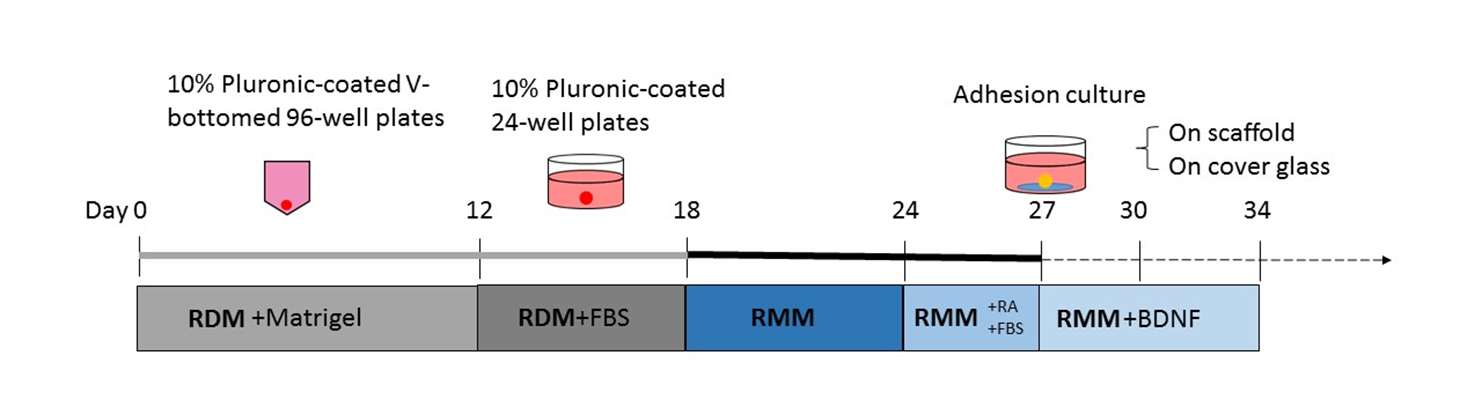 10% Pluronic-coated V-
bottomed 96-well plates
10% Pluronic-coated
24-well plates
Adhesion culture
On scaffold
On cover glass
Day 0 12 18 24 27 30 34
RDM +Matrigel
RDM+FBS
RMM
RMM +RA
+FBS
RMM+BDNF